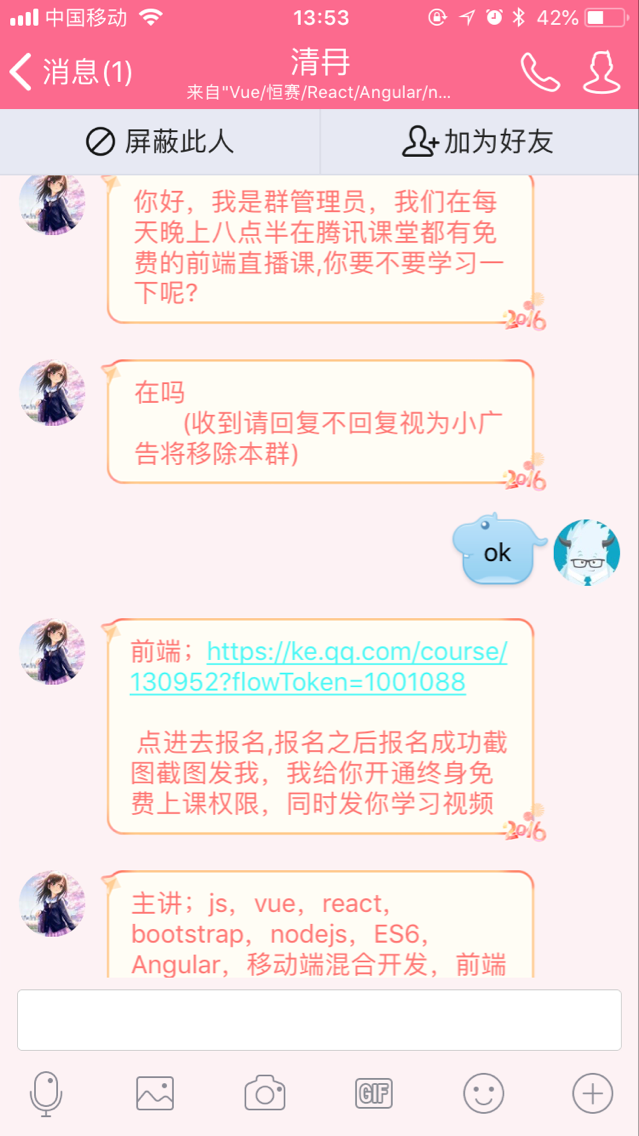 中国移动 13:53 42%
消息(1) 清丹
来自"Vue/恒赛/React/Angular/n...
屏蔽此人 加为好友
你好，我是群管理员，我们在每
天晚上八点半在腾讯课堂都有免
费的前端直播课,你要不要学习一
下呢?
2016
在吗
(收到请回复不回复视为小广
告将移除本群)
2016
ok
前端；https://ke.qq.com/course/
130952?flowToken=1001088
点进去报名,报名之后报名成功截
图截图发我，我给你开通终身免
费上课权限，同时发你学习视频
2016
主讲；js，vue，react，
bootstrap，nodejs，ES6，
Angular，移动端混合开发，前端
GIF